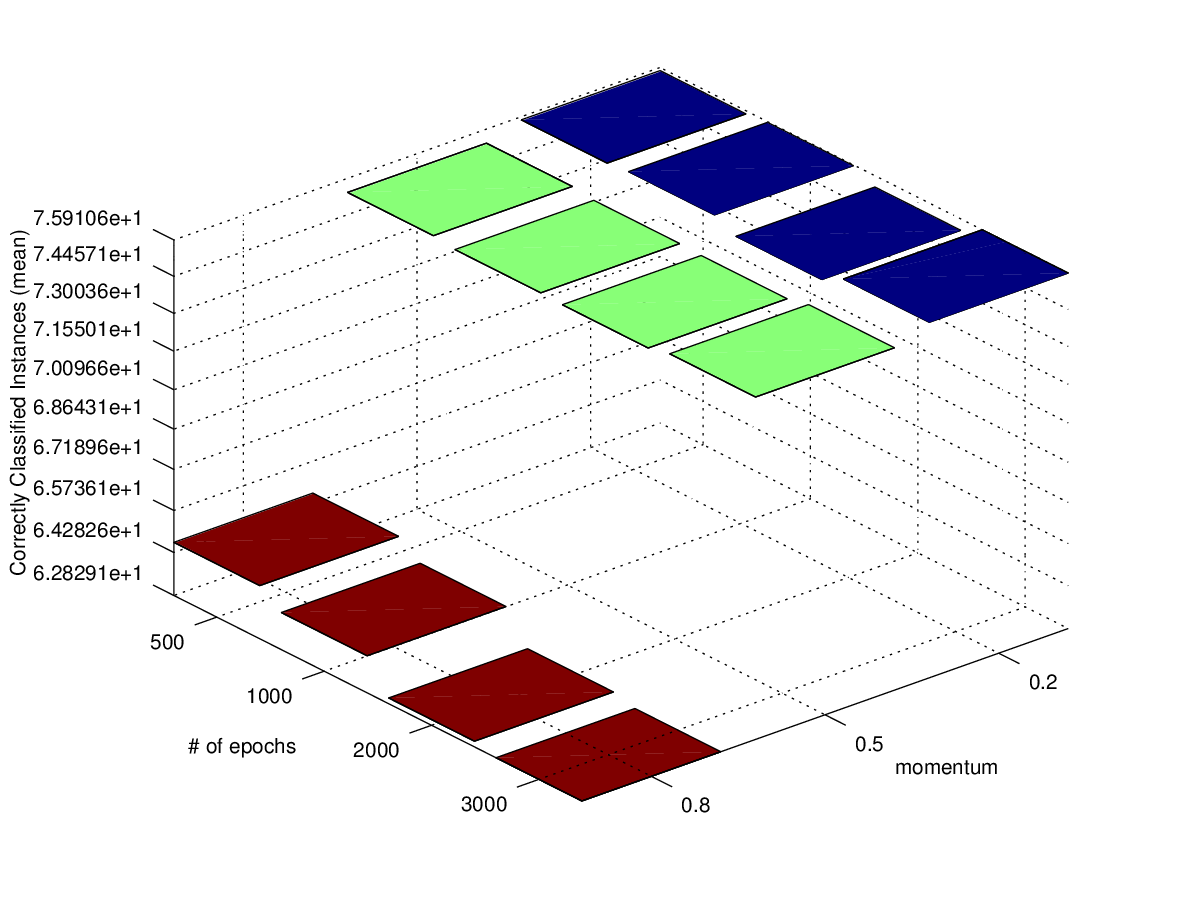 Correctly Classified Instances (mean)
7.59106e+1
7.44571e+1
7.30036e+1
7.15501e+1
7.00966e+1
6.86431e+1
6.71896e+1
6.57361e+1
6.42826e+1
6.28291e+1
500
1000
2000
3000
# of epochs
0.2
0.5
0.8
momentum